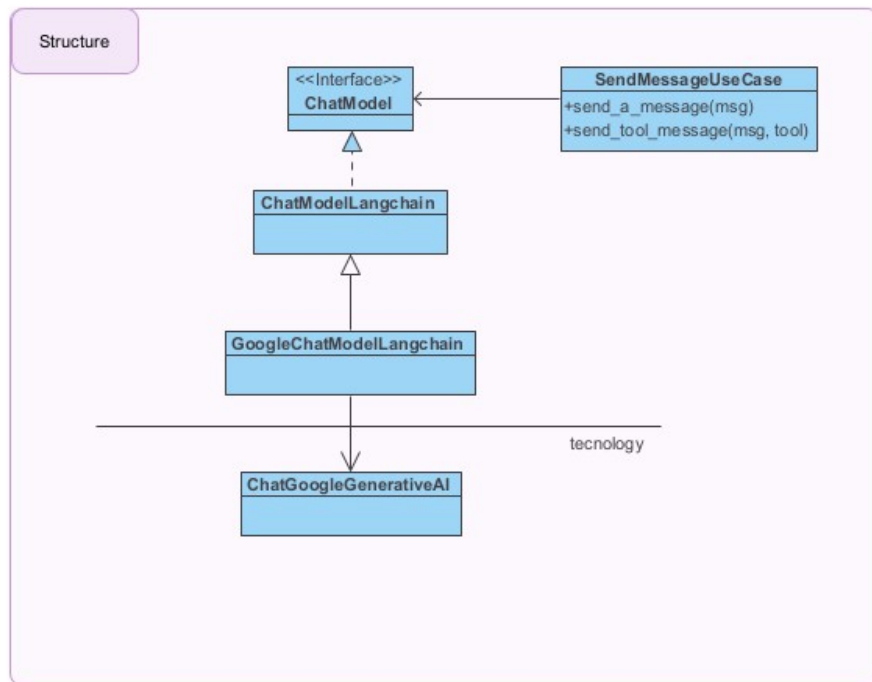 Structure
<<Interface>>
ChatModel
SendMessageUseCase
+send_a_message(msg)
+send_tool_message(msg, tool)
ChatModelLangchain
GoogleChatModelLangchain
tecnology
ChatGoogleGenerativeAI